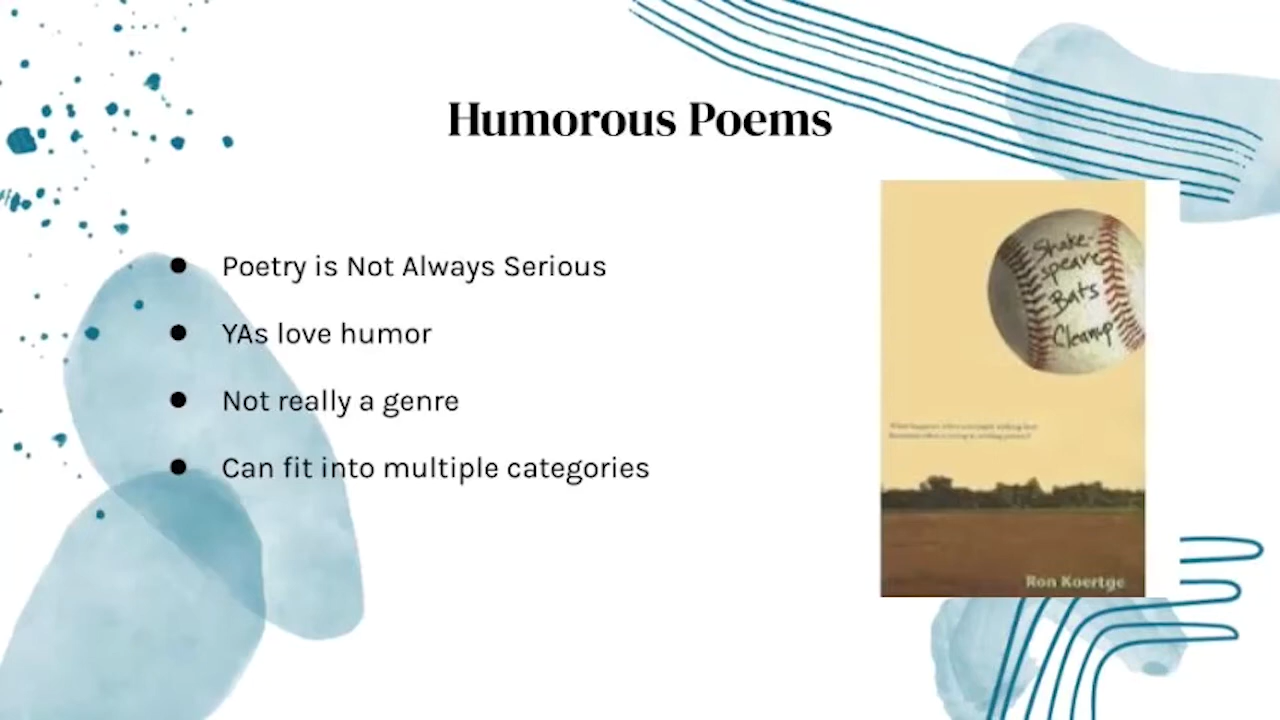 Humorous Poems
Poetry is Not Always Serious
YAs love humor
Not really a genre
Can fit into multiple categories
Shake-
speare
Bats
Cleanup
Ron Koertge